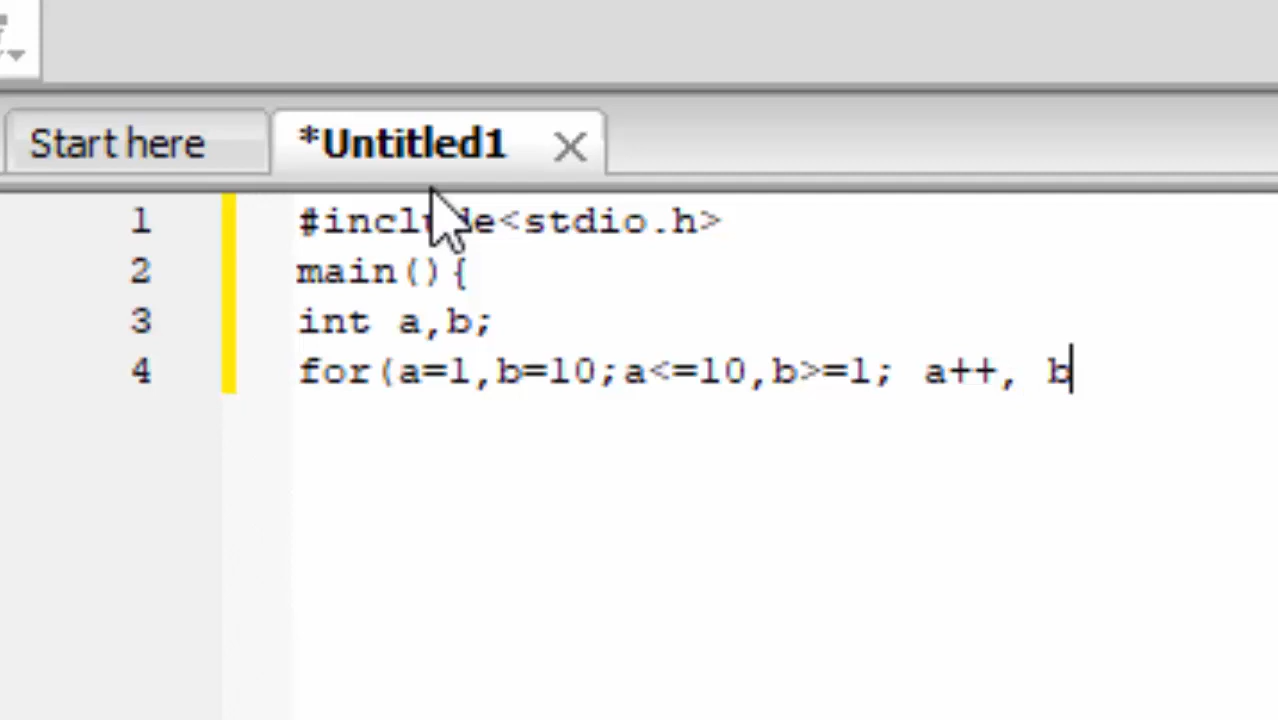 Start here *Untitled1
1 #include<stdio.h>
2 main(){
3 int a,b;
4 for(a=1,b=10;a<=10,b>=1; a++, b